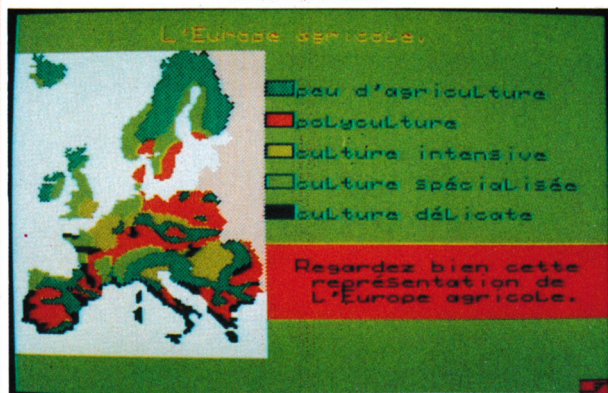 L'Europe agricole.
peu d'agriculture
polyculture
culture intensive
culture spécialisée
culture délicate
Regardez bien cette
représentation de
L'Europe agricole.